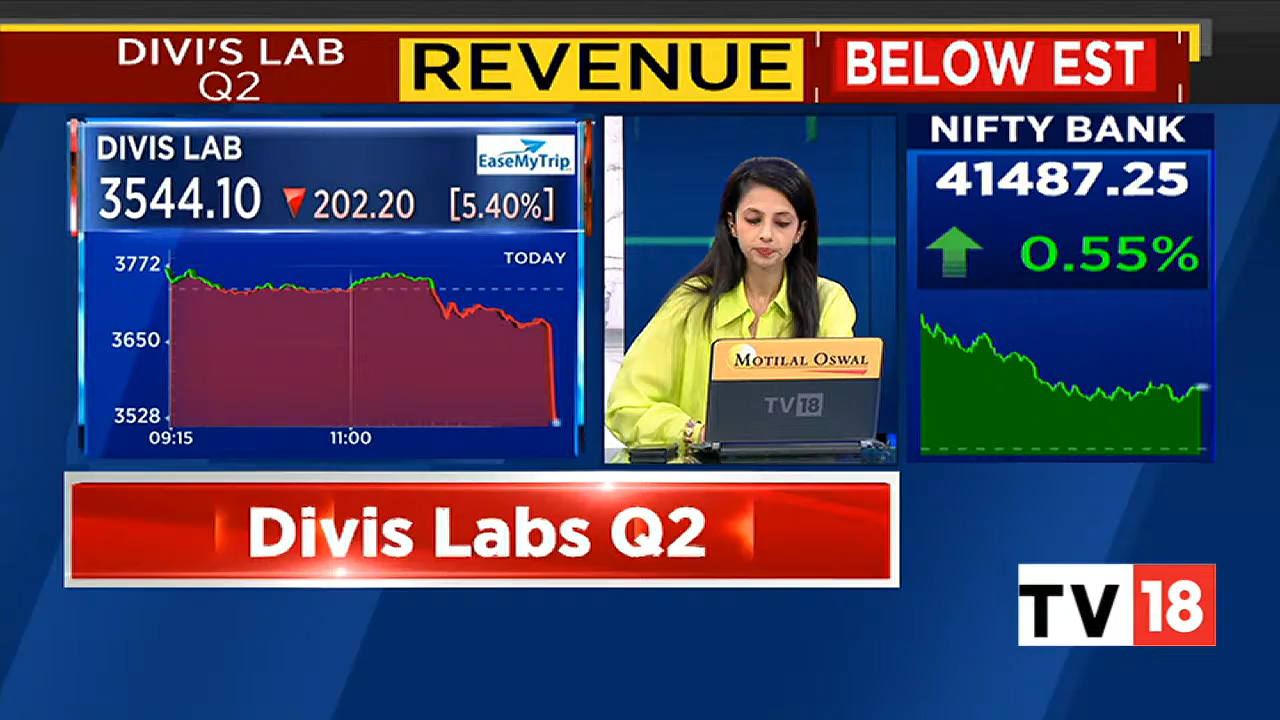 DIVI'S LAB
Q2
REVENUE
BELOW EST
DIVIS LAB
EaseMyTrip
3544.10 ▼ 202.20 [5.40%]
TODAY
3772
3650
3528
09:15 11:00
MOTILAL OSWAL
TV18
NIFTY BANK
41487.25
0.55%
Divis Labs Q2
TV18